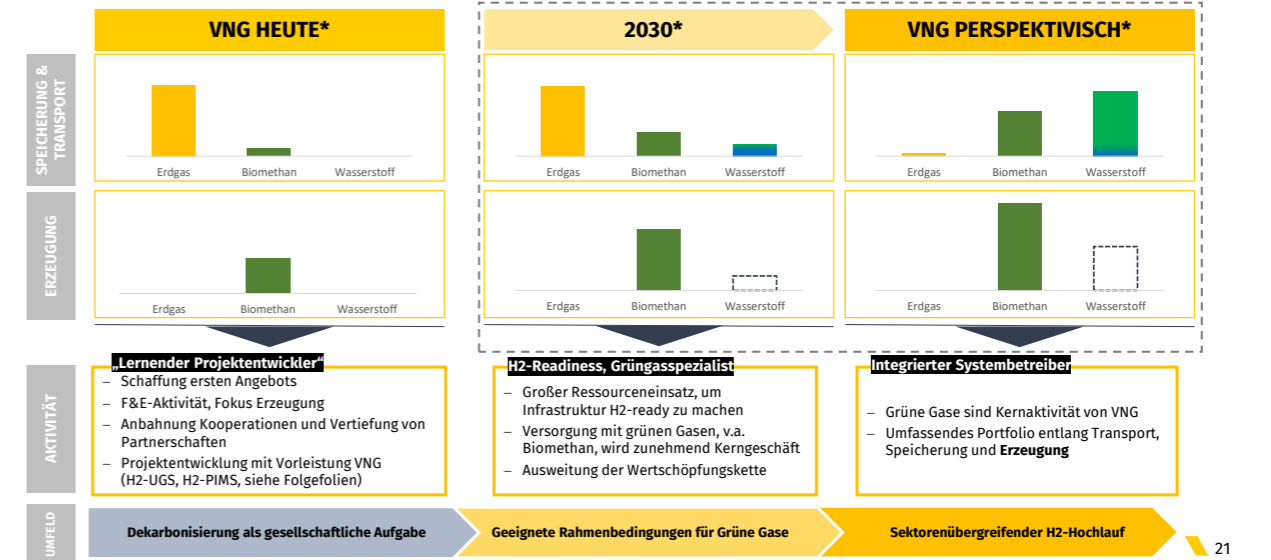 VNG HEUTE*
2030*
VNG PERSPEKTIVISCH*
SPEICHERUNG &
TRANSPORT
Erdgas Biomethan Wasserstoff
Erdgas Biomethan Wasserstoff
Erdgas Biomethan Wasserstoff
ERZEUGUNG
Erdgas Biomethan Wasserstoff
Erdgas Biomethan Wasserstoff
Erdgas Biomethan Wasserstoff
AKTIVITÄT
„Lernender Projektentwickler“
– Schaffung ersten Angebots
– F&E-Aktivität, Fokus Erzeugung
– Anbahnung Kooperationen und Vertiefung von
Partnerschaften
– Projektentwicklung mit Vorleistung VNG
(H2-UGS, H2-PIMS, siehe Folgefolien)
H2-Readiness, Grüngasspezialist
– Großer Ressourceneinsatz, um
Infrastruktur H2-ready zu machen
– Versorgung mit grünen Gasen, v.a.
Biomethan, wird zunehmend Kerngeschäft
– Ausweitung der Wertschöpfungskette
Integrierter Systembetreiber
– Grüne Gase sind Kernaktivität von VNG
– Umfassendes Portfolio entlang Transport,
Speicherung und Erzeugung
UMFELD
Dekarbonisierung als gesellschaftliche Aufgabe
Geeignete Rahmenbedingungen für Grüne Gase
Sektorenübergreifender H2-Hochlauf
21